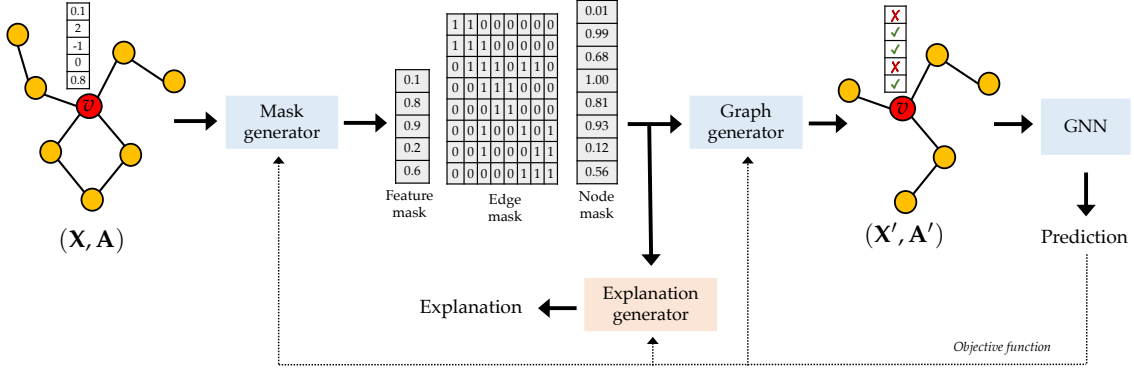 0.1
2
-1
0
0.8
v
(X, A)
Mask
generator
0.1
0.8
0.9
0.2
0.6
Feature
mask
1 1 0 0 0 0 0 0
1 1 1 0 0 0 0 0
0 1 1 1 0 1 1 0
0 0 1 1 1 0 0 0
0 0 0 1 1 0 0 0
0 0 1 0 0 1 0 1
0 0 1 0 0 0 1 1
0 0 0 0 0 1 1 1
Edge
mask
0.01
0.99
0.68
1.00
0.81
0.93
0.12
0.56
Node
mask
Graph
generator
✗
✓
✓
✗
✓
v
(X′, A′)
GNN
Prediction
Explanation
generator
Explanation
Objective function